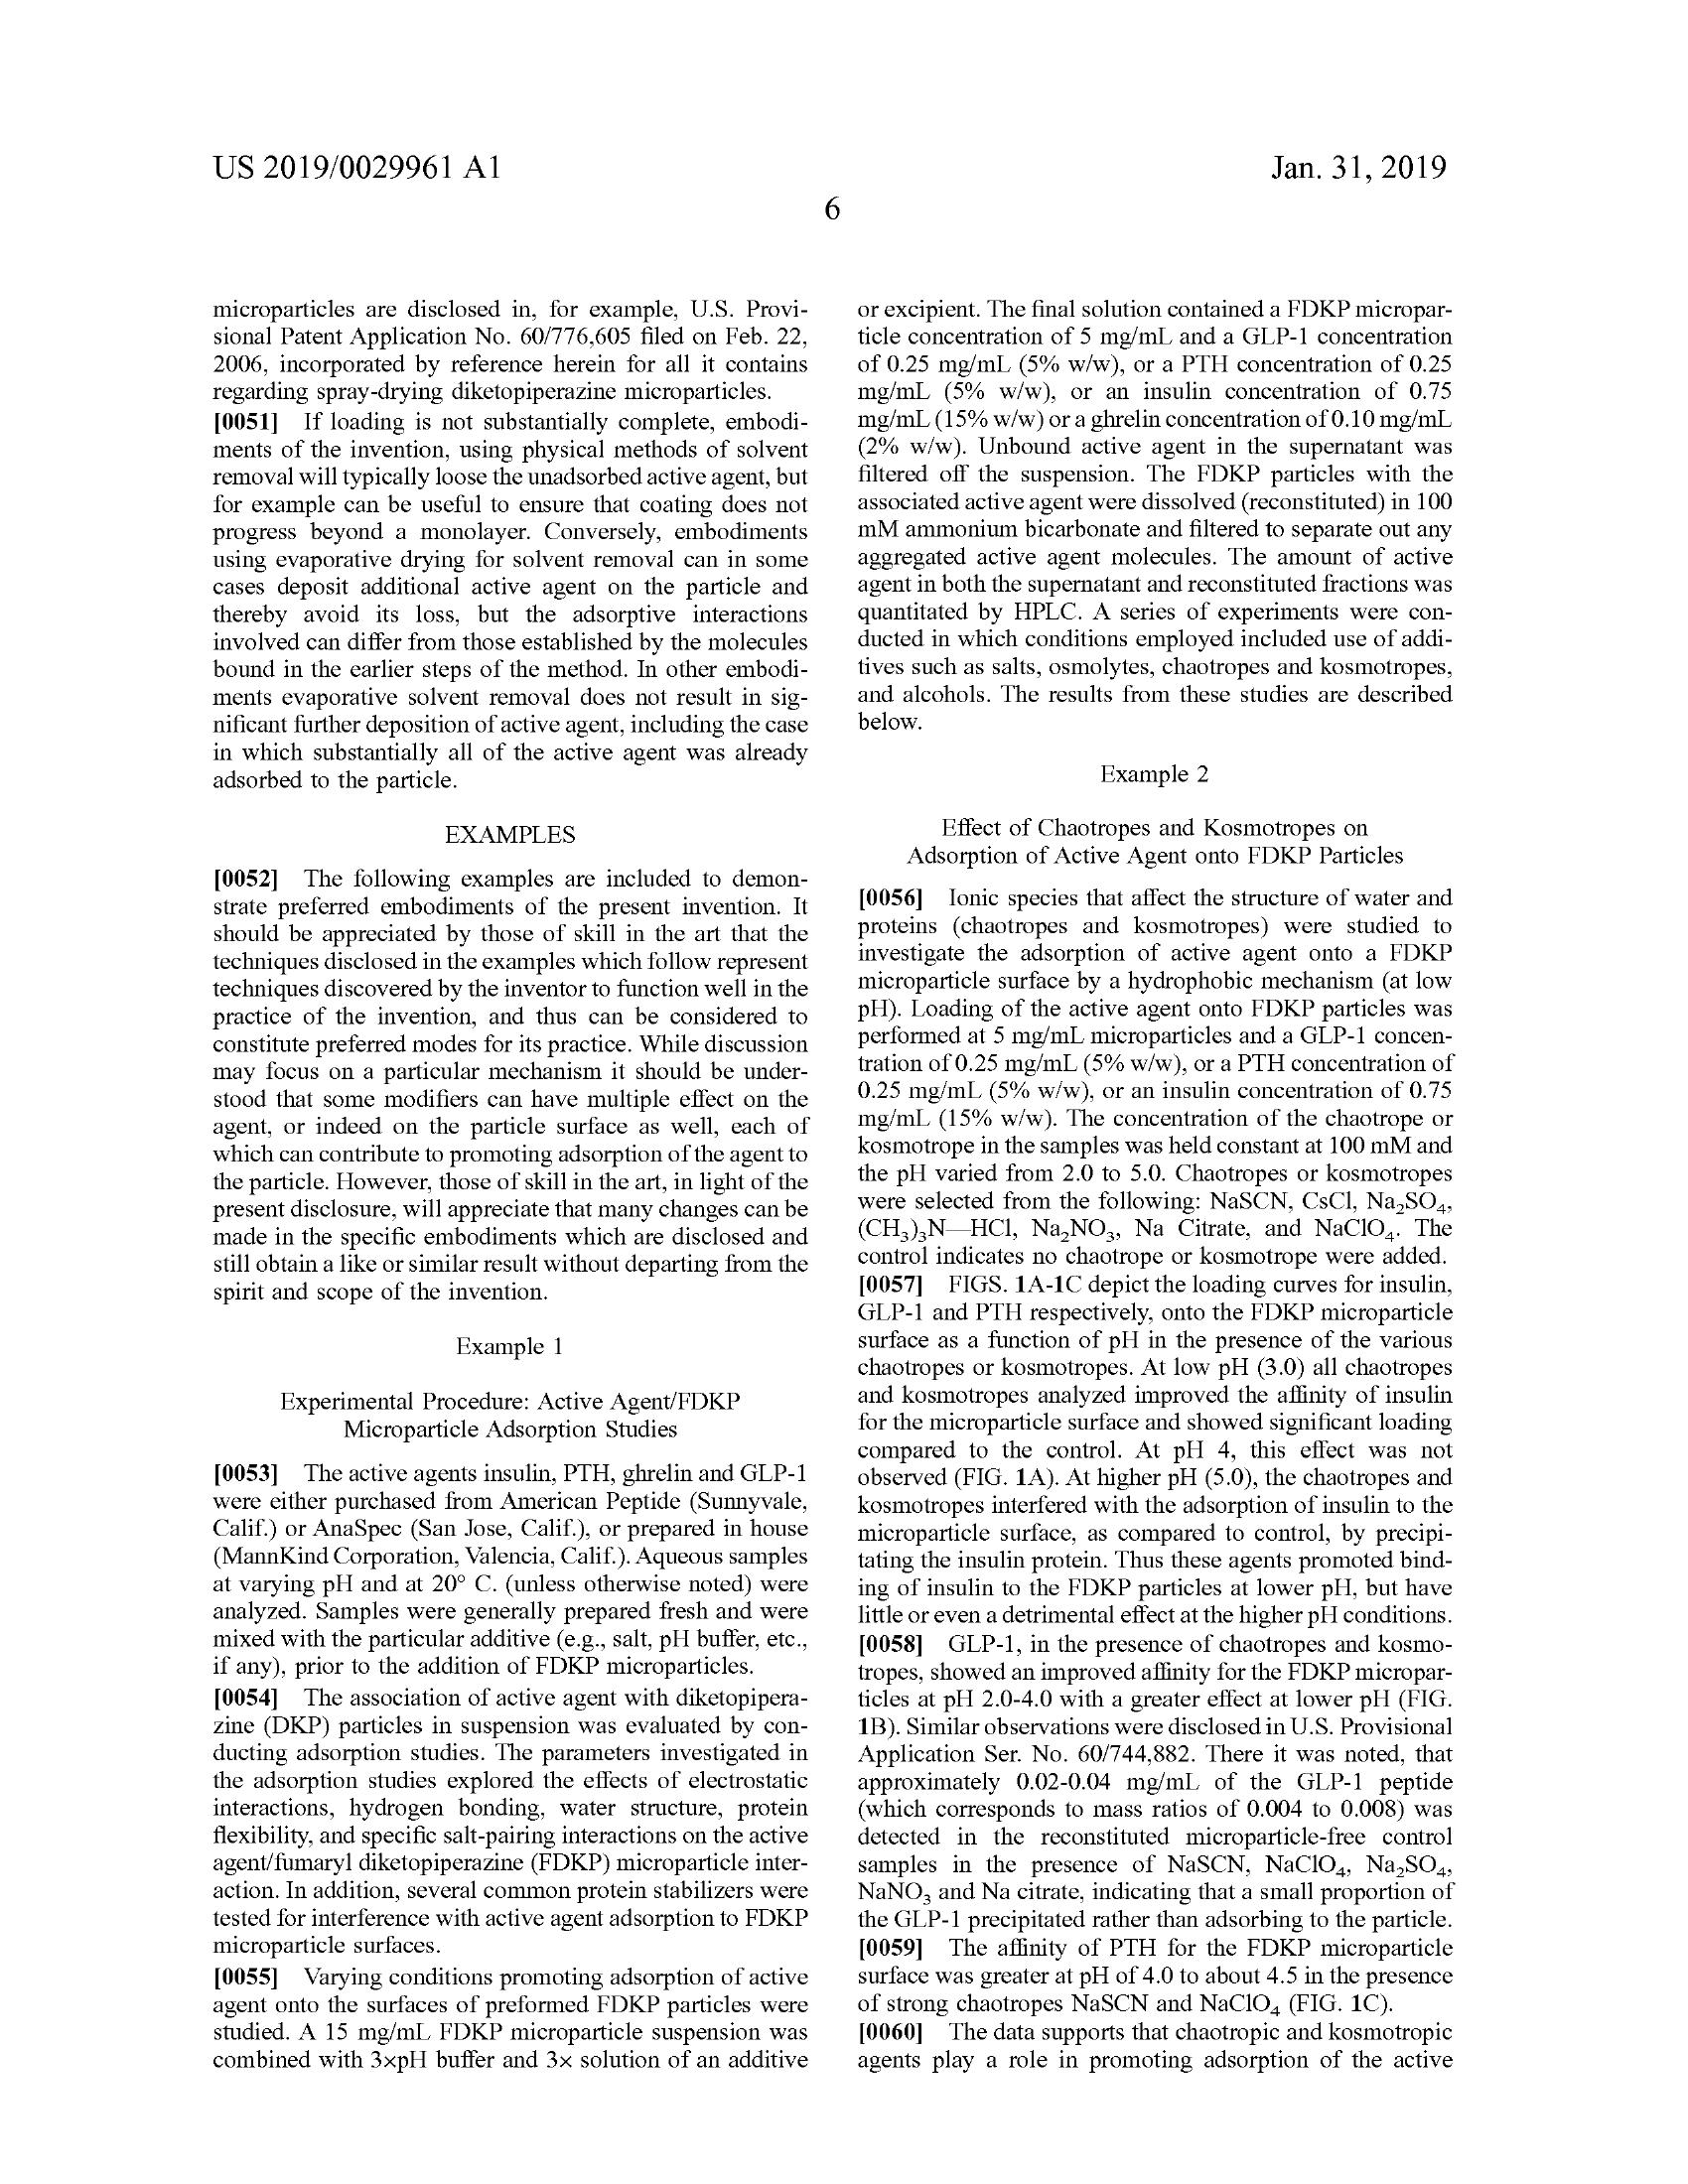 US 2019/0029961 A1
Jan. 31, 2019
6
microparticles are disclosed in, for example, U.S. Provi-
sional Patent Application No. 60/776,605 filed on Feb. 22,
2006, incorporated by reference herein for all it contains
regarding spray-drying diketopiperazine microparticles.
[0051] If loading is not substantially complete, embodi-
ments of the invention, using physical methods of solvent
removal will typically loose the unadsorbed active agent, but
for example can be useful to ensure that coating does not
progress beyond a monolayer. Conversely, embodiments
using evaporative drying for solvent removal can in some
cases deposit additional active agent on the particle and
thereby avoid its loss, but the adsorptive interactions
involved can differ from those established by the molecules
bound in the earlier steps of the method. In other embodi-
ments evaporative solvent removal does not result in sig-
nificant further deposition of active agent, including the case
in which substantially all of the active agent was already
adsorbed to the particle.
EXAMPLES
[0052] The following examples are included to demon-
strate preferred embodiments of the present invention. It
should be appreciated by those of skill in the art that the
techniques disclosed in the examples which follow represent
techniques discovered by the inventor to function well in the
practice of the invention, and thus can be considered to
constitute preferred modes for its practice. While discussion
may focus on a particular mechanism it should be under-
stood that some modifiers can have multiple effect on the
agent, or indeed on the particle surface as well, each of
which can contribute to promoting adsorption of the agent to
the particle. However, those of skill in the art, in light of the
present disclosure, will appreciate that many changes can be
made in the specific embodiments which are disclosed and
still obtain a like or similar result without departing from the
spirit and scope of the invention.
Example 1
Experimental Procedure: Active Agent/FDKP
Microparticle Adsorption Studies
[0053] The active agents insulin, PTH, ghrelin and GLP-1
were either purchased from American Peptide (Sunnyvale,
Calif.) or AnaSpec (San Jose, Calif.), or prepared in house
(MannKind Corporation, Valencia, Calif.). Aqueous samples
at varying pH and at 20° C. (unless otherwise noted) were
analyzed. Samples were generally prepared fresh and were
mixed with the particular additive (e.g., salt, pH buffer, etc.,
if any), prior to the addition of FDKP microparticles.
[0054] The association of active agent with diketopipera-
zine (DKP) particles in suspension was evaluated by con-
ducting adsorption studies. The parameters investigated in
the adsorption studies explored the effects of electrostatic
interactions, hydrogen bonding, water structure, protein
flexibility, and specific salt-pairing interactions on the active
agent/fumaryl diketopiperazine (FDKP) microparticle inter-
action. In addition, several common protein stabilizers were
tested for interference with active agent adsorption to FDKP
microparticle surfaces.
[0055] Varying conditions promoting adsorption of active
agent onto the surfaces of preformed FDKP particles were
studied. A 15 mg/mL FDKP microparticle suspension was
combined with 3xpH buffer and 3x solution of an additive
or excipient. The final solution contained a FDKP micropar-
ticle concentration of 5 mg/mL and a GLP-1 concentration
of 0.25 mg/mL (5% w/w), or a PTH concentration of 0.25
mg/mL (5% w/w), or an insulin concentration of 0.75
mg/mL (15% w/w) or a ghrelin concentration of 0.10 mg/mL
(2% w/w). Unbound active agent in the supernatant was
filtered off the suspension. The FDKP particles with the
associated active agent were dissolved (reconstituted) in 100
mM ammonium bicarbonate and filtered to separate out any
aggregated active agent molecules. The amount of active
agent in both the supernatant and reconstituted fractions was
quantitated by HPLC. A series of experiments were con-
ducted in which conditions employed included use of addi-
tives such as salts, osmolytes, chaotropes and kosmotropes,
and alcohols. The results from these studies are described
below.
Example 2
Effect of Chaotropes and Kosmotropes on
Adsorption of Active Agent onto FDKP Particles
[0056] Ionic species that affect the structure of water and
proteins (chaotropes and kosmotropes) were studied to
investigate the adsorption of active agent onto a FDKP
microparticle surface by a hydrophobic mechanism (at low
pH). Loading of the active agent onto FDKP particles was
performed at 5 mg/mL microparticles and a GLP-1 concen-
tration of 0.25 mg/mL (5% w/w), or a PTH concentration of
0.25 mg/mL (5% w/w), or an insulin concentration of 0.75
mg/mL (15% w/w). The concentration of the chaotrope or
kosmotrope in the samples was held constant at 100 mM and
the pH varied from 2.0 to 5.0. Chaotropes or kosmotropes
were selected from the following: NaSCN, CsCl, Na₂SO₄,
(CH₃)₃N—HCl, Na₂NO₃, Na Citrate, and NaClO₄. The
control indicates no chaotrope or kosmotrope were added.
[0057] FIGS. 1A-1C depict the loading curves for insulin,
GLP-1 and PTH respectively, onto the FDKP microparticle
surface as a function of pH in the presence of the various
chaotropes or kosmotropes. At low pH (3.0) all chaotropes
and kosmotropes analyzed improved the affinity of insulin
for the microparticle surface and showed significant loading
compared to the control. At pH 4, this effect was not
observed (FIG. 1A). At higher pH (5.0), the chaotropes and
kosmotropes interfered with the adsorption of insulin to the
microparticle surface, as compared to control, by precipi-
tating the insulin protein. Thus these agents promoted bind-
ing of insulin to the FDKP particles at lower pH, but have
little or even a detrimental effect at the higher pH conditions.
[0058] GLP-1, in the presence of chaotropes and kosmo-
tropes, showed an improved affinity for the FDKP micropar-
ticles at pH 2.0-4.0 with a greater effect at lower pH (FIG.
1B). Similar observations were disclosed in U.S. Provisional
Application Ser. No. 60/744,882. There it was noted, that
approximately 0.02-0.04 mg/mL of the GLP-1 peptide
(which corresponds to mass ratios of 0.004 to 0.008) was
detected in the reconstituted microparticle-free control
samples in the presence of NaSCN, NaClO₄, Na₂SO₄,
NaNO₃ and Na citrate, indicating that a small proportion of
the GLP-1 precipitated rather than adsorbing to the particle.
[0059] The affinity of PTH for the FDKP microparticle
surface was greater at pH of 4.0 to about 4.5 in the presence
of strong chaotropes NaSCN and NaClO₄ (FIG. 1C).
[0060] The data supports that chaotropic and kosmotropic
agents play a role in promoting adsorption of the active